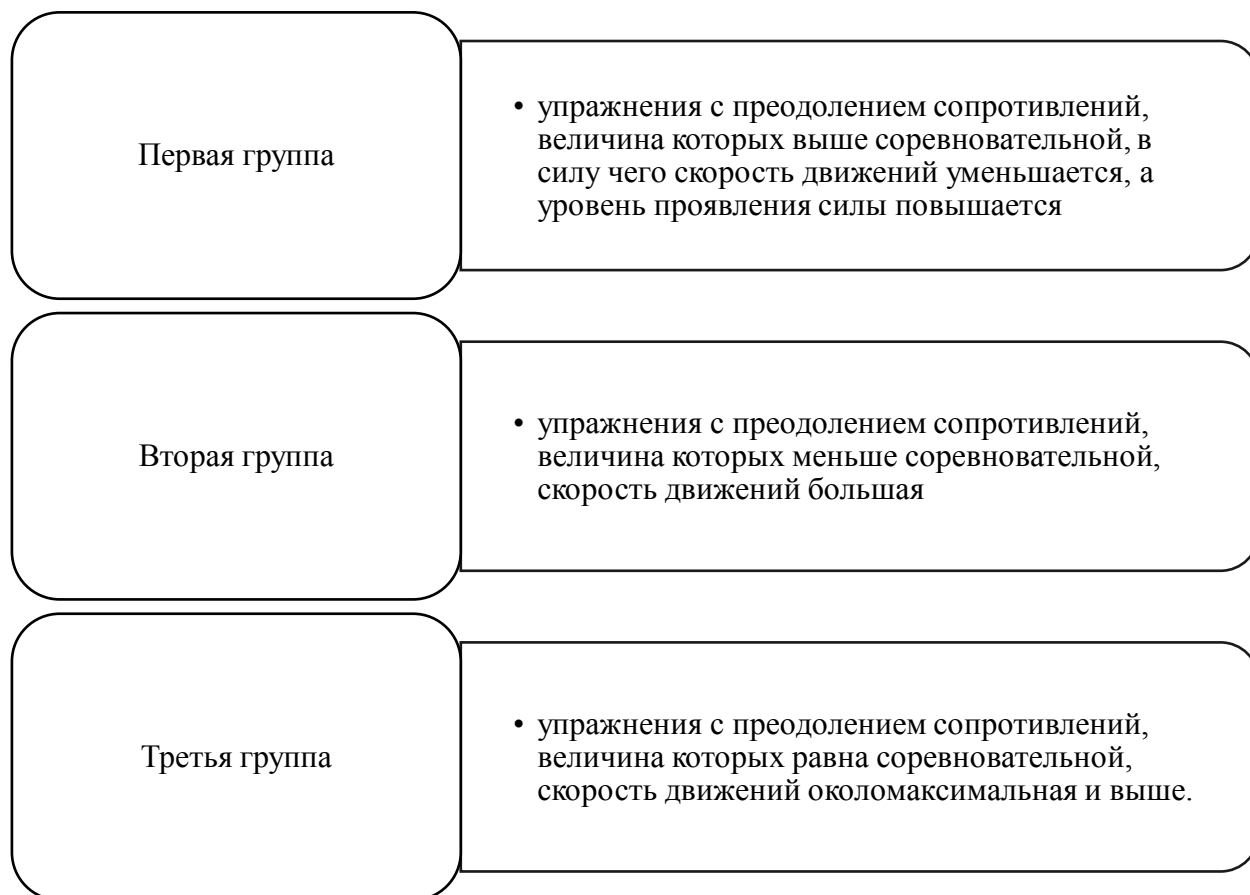 Первая группа
• упражнения с преодолением сопротивлений,
величина которых выше соревновательной, в
силу чего скорость движений уменьшается, а
уровень проявления силы повышается
Вторая группа
• упражнения с преодолением сопротивлений,
величина которых меньше соревновательной,
скорость движений большая
Третья группа
• упражнения с преодолением сопротивлений,
величина которых равна соревновательной,
скорость движений околомаксимальная и выше.